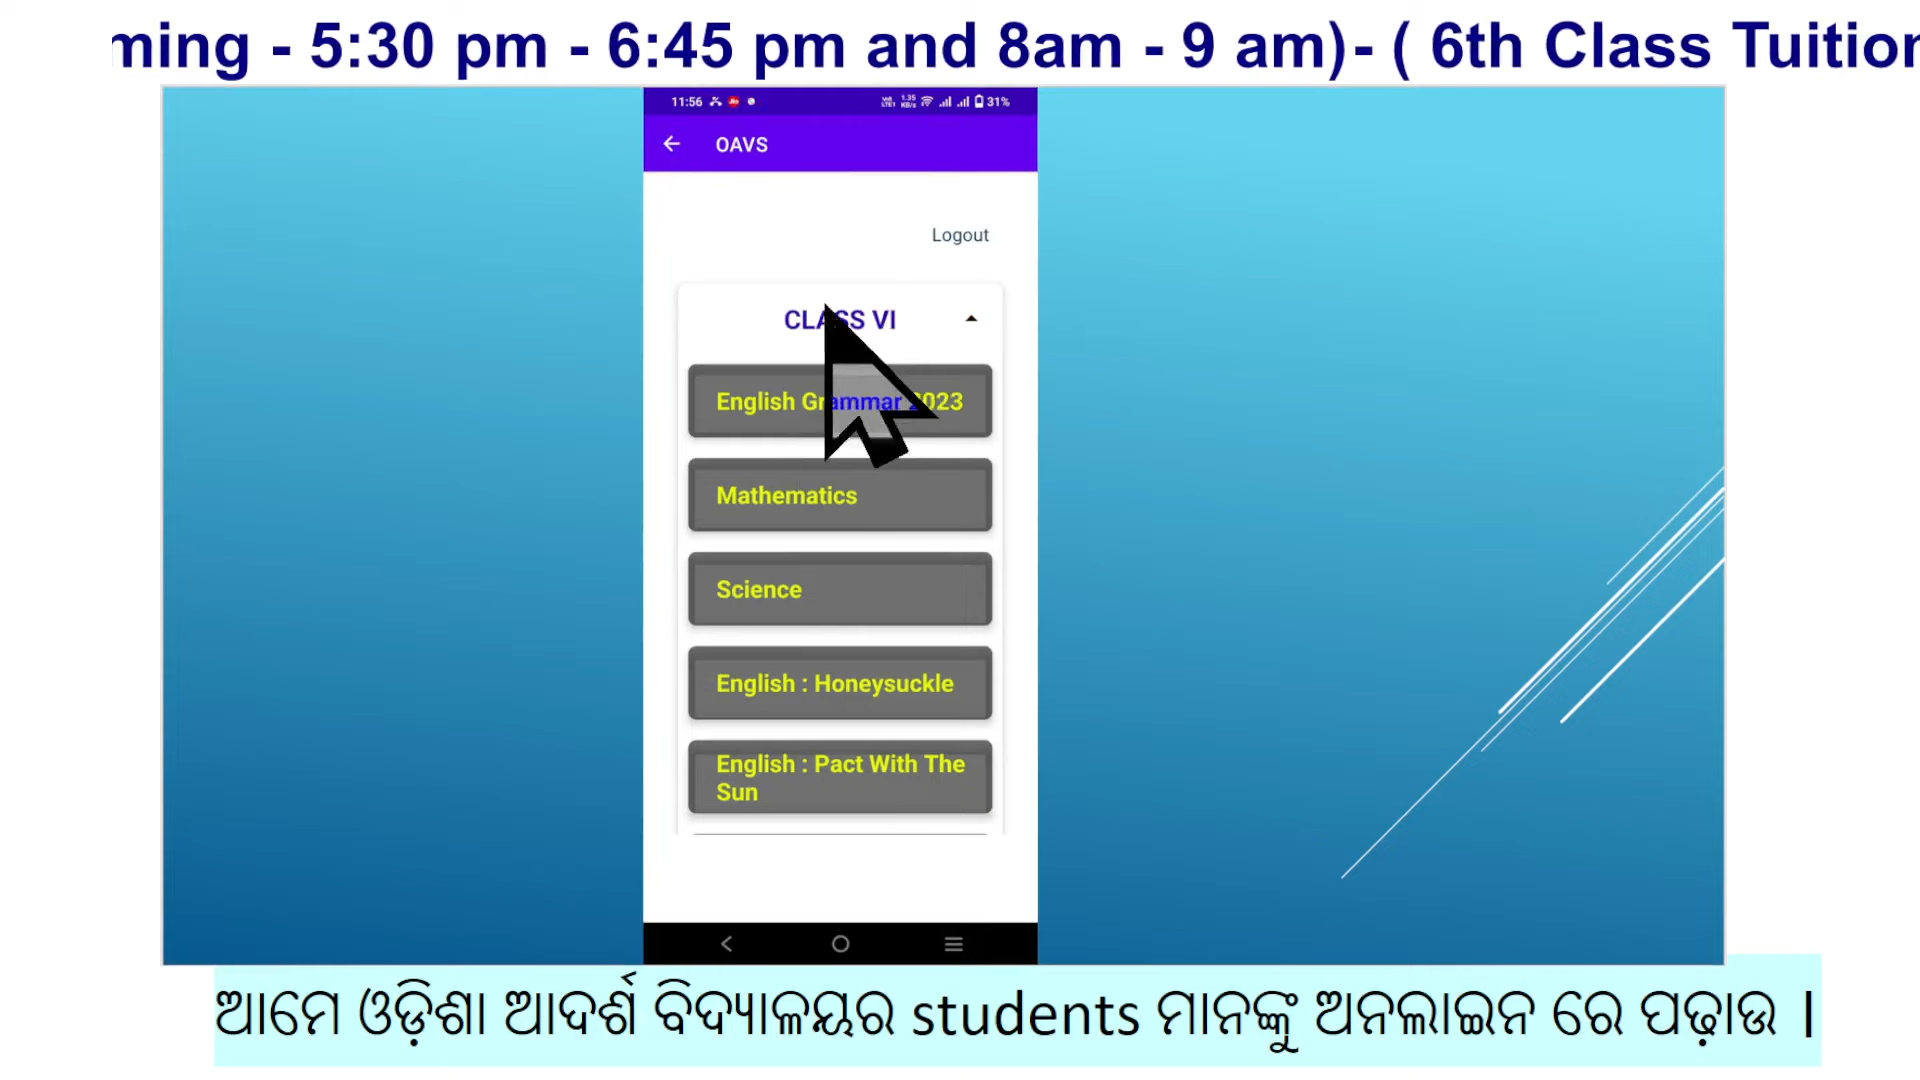 ming - 5:30 pm - 6:45 pm and 8am - 9 am)- ( 6th Class Tuition
11:56 31%
OAVS
Logout
CLASS VI
English Grammar 2023
Mathematics
Science
English : Honeysuckle
English : Pact With The
Sun
ଆମେ ଓଡ଼ିଶା ଆଦର୍ଶ ବିଦ୍ୟାଳୟର students ମାନଙ୍କୁ ଅନଲାଇନ ରେ ପଢ଼ାଉ ।